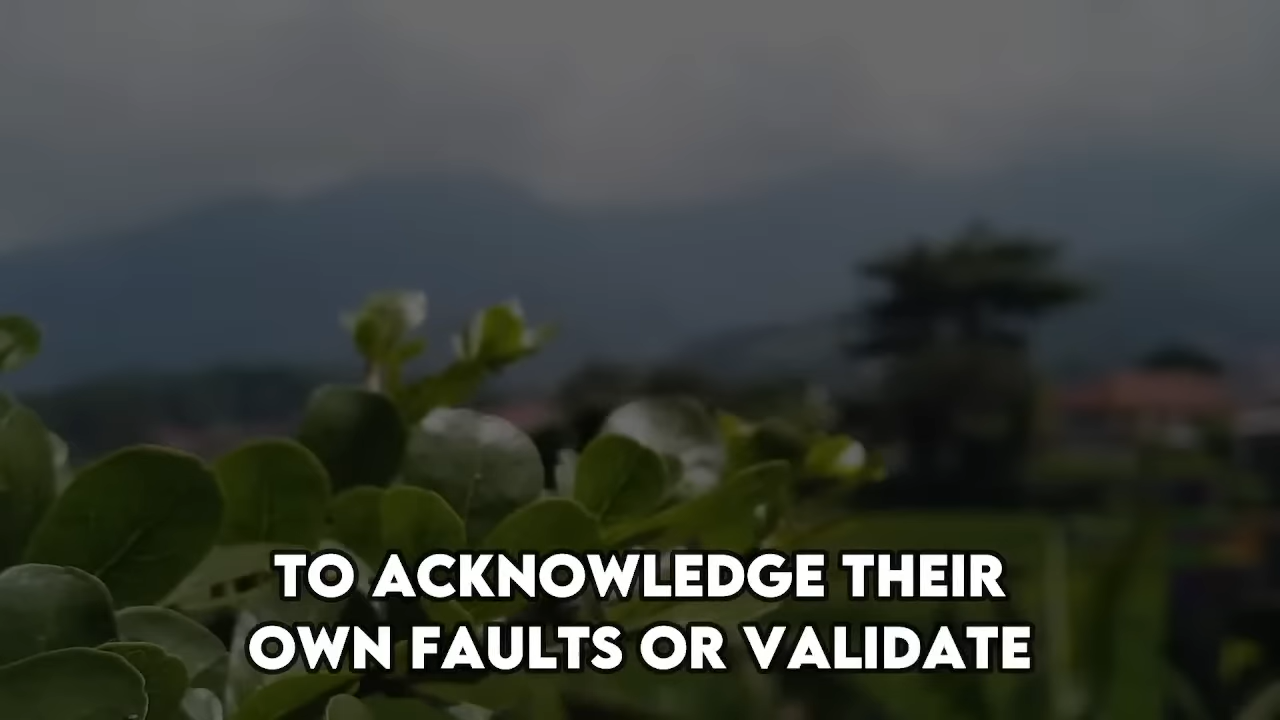 TO ACKNOWLEDGE THEIR
OWN FAULTS OR VALIDATE